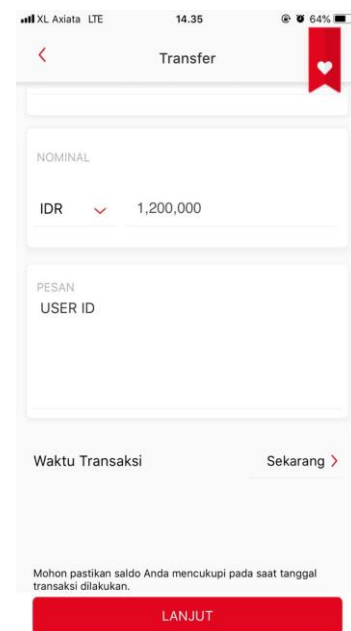 XL Axiata LTE 14.35 64%
Transfer
NOMINAL
IDR 1,200,000
PESAN
USER ID
Waktu Transaksi Sekarang
Mohon pastikan saldo Anda mencukupi pada saat tanggal
transaksi dilakukan.
LANJUT